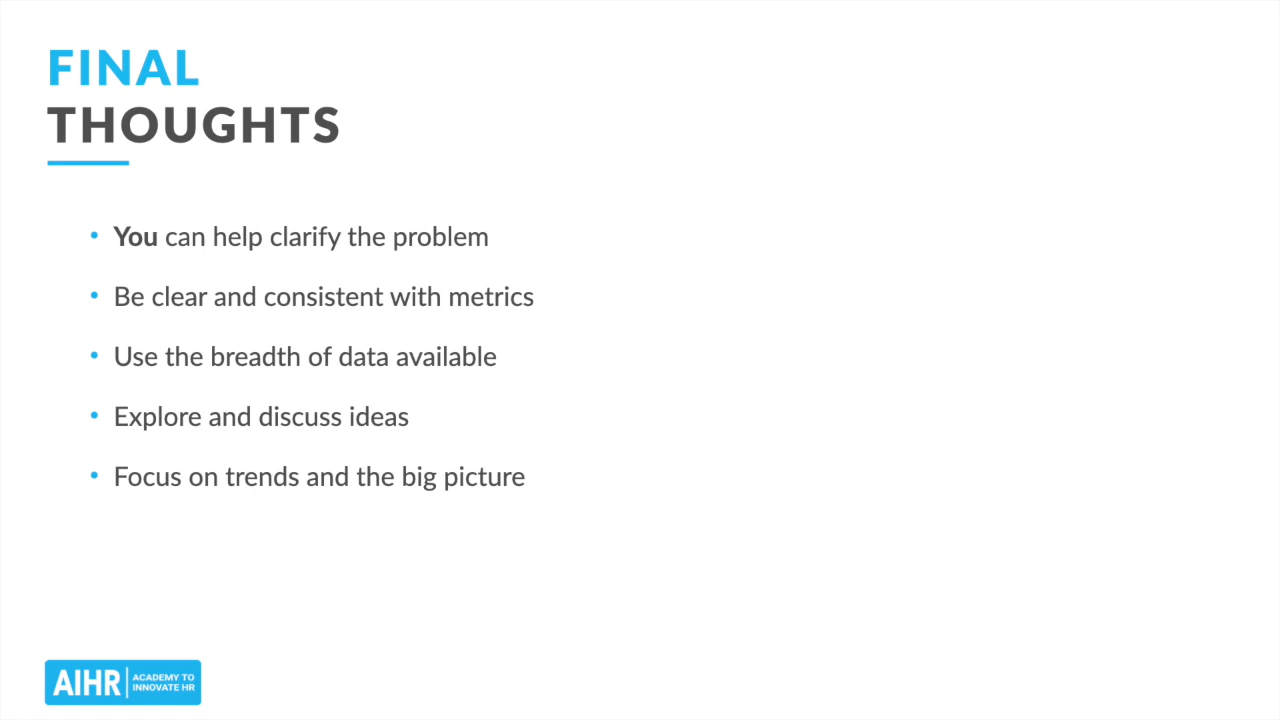 FINAL
THOUGHTS
• You can help clarify the problem
• Be clear and consistent with metrics
• Use the breadth of data available
• Explore and discuss ideas
• Focus on trends and the big picture
AIHR | ACADEMY TO
INNOVATE HR